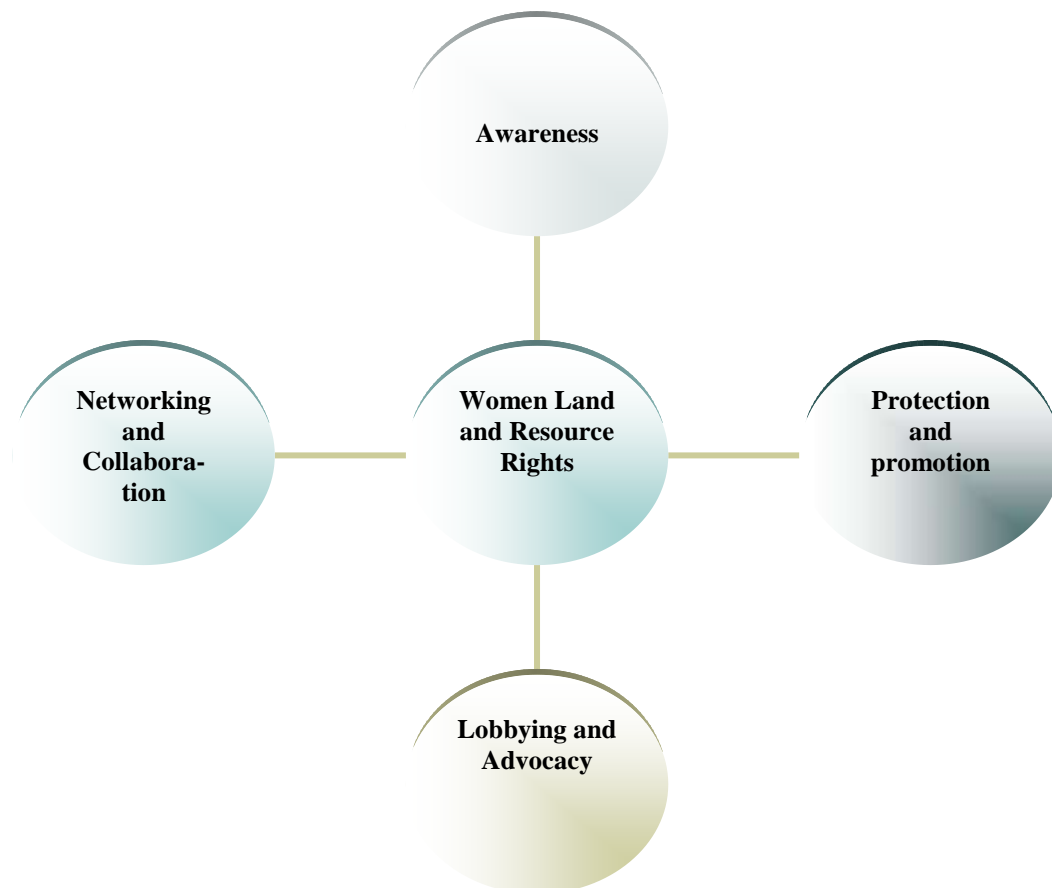 Awareness
Networking
and
Collabora-
tion
Women Land
and Resource
Rights
Protection
and
promotion
Lobbying and
Advocacy